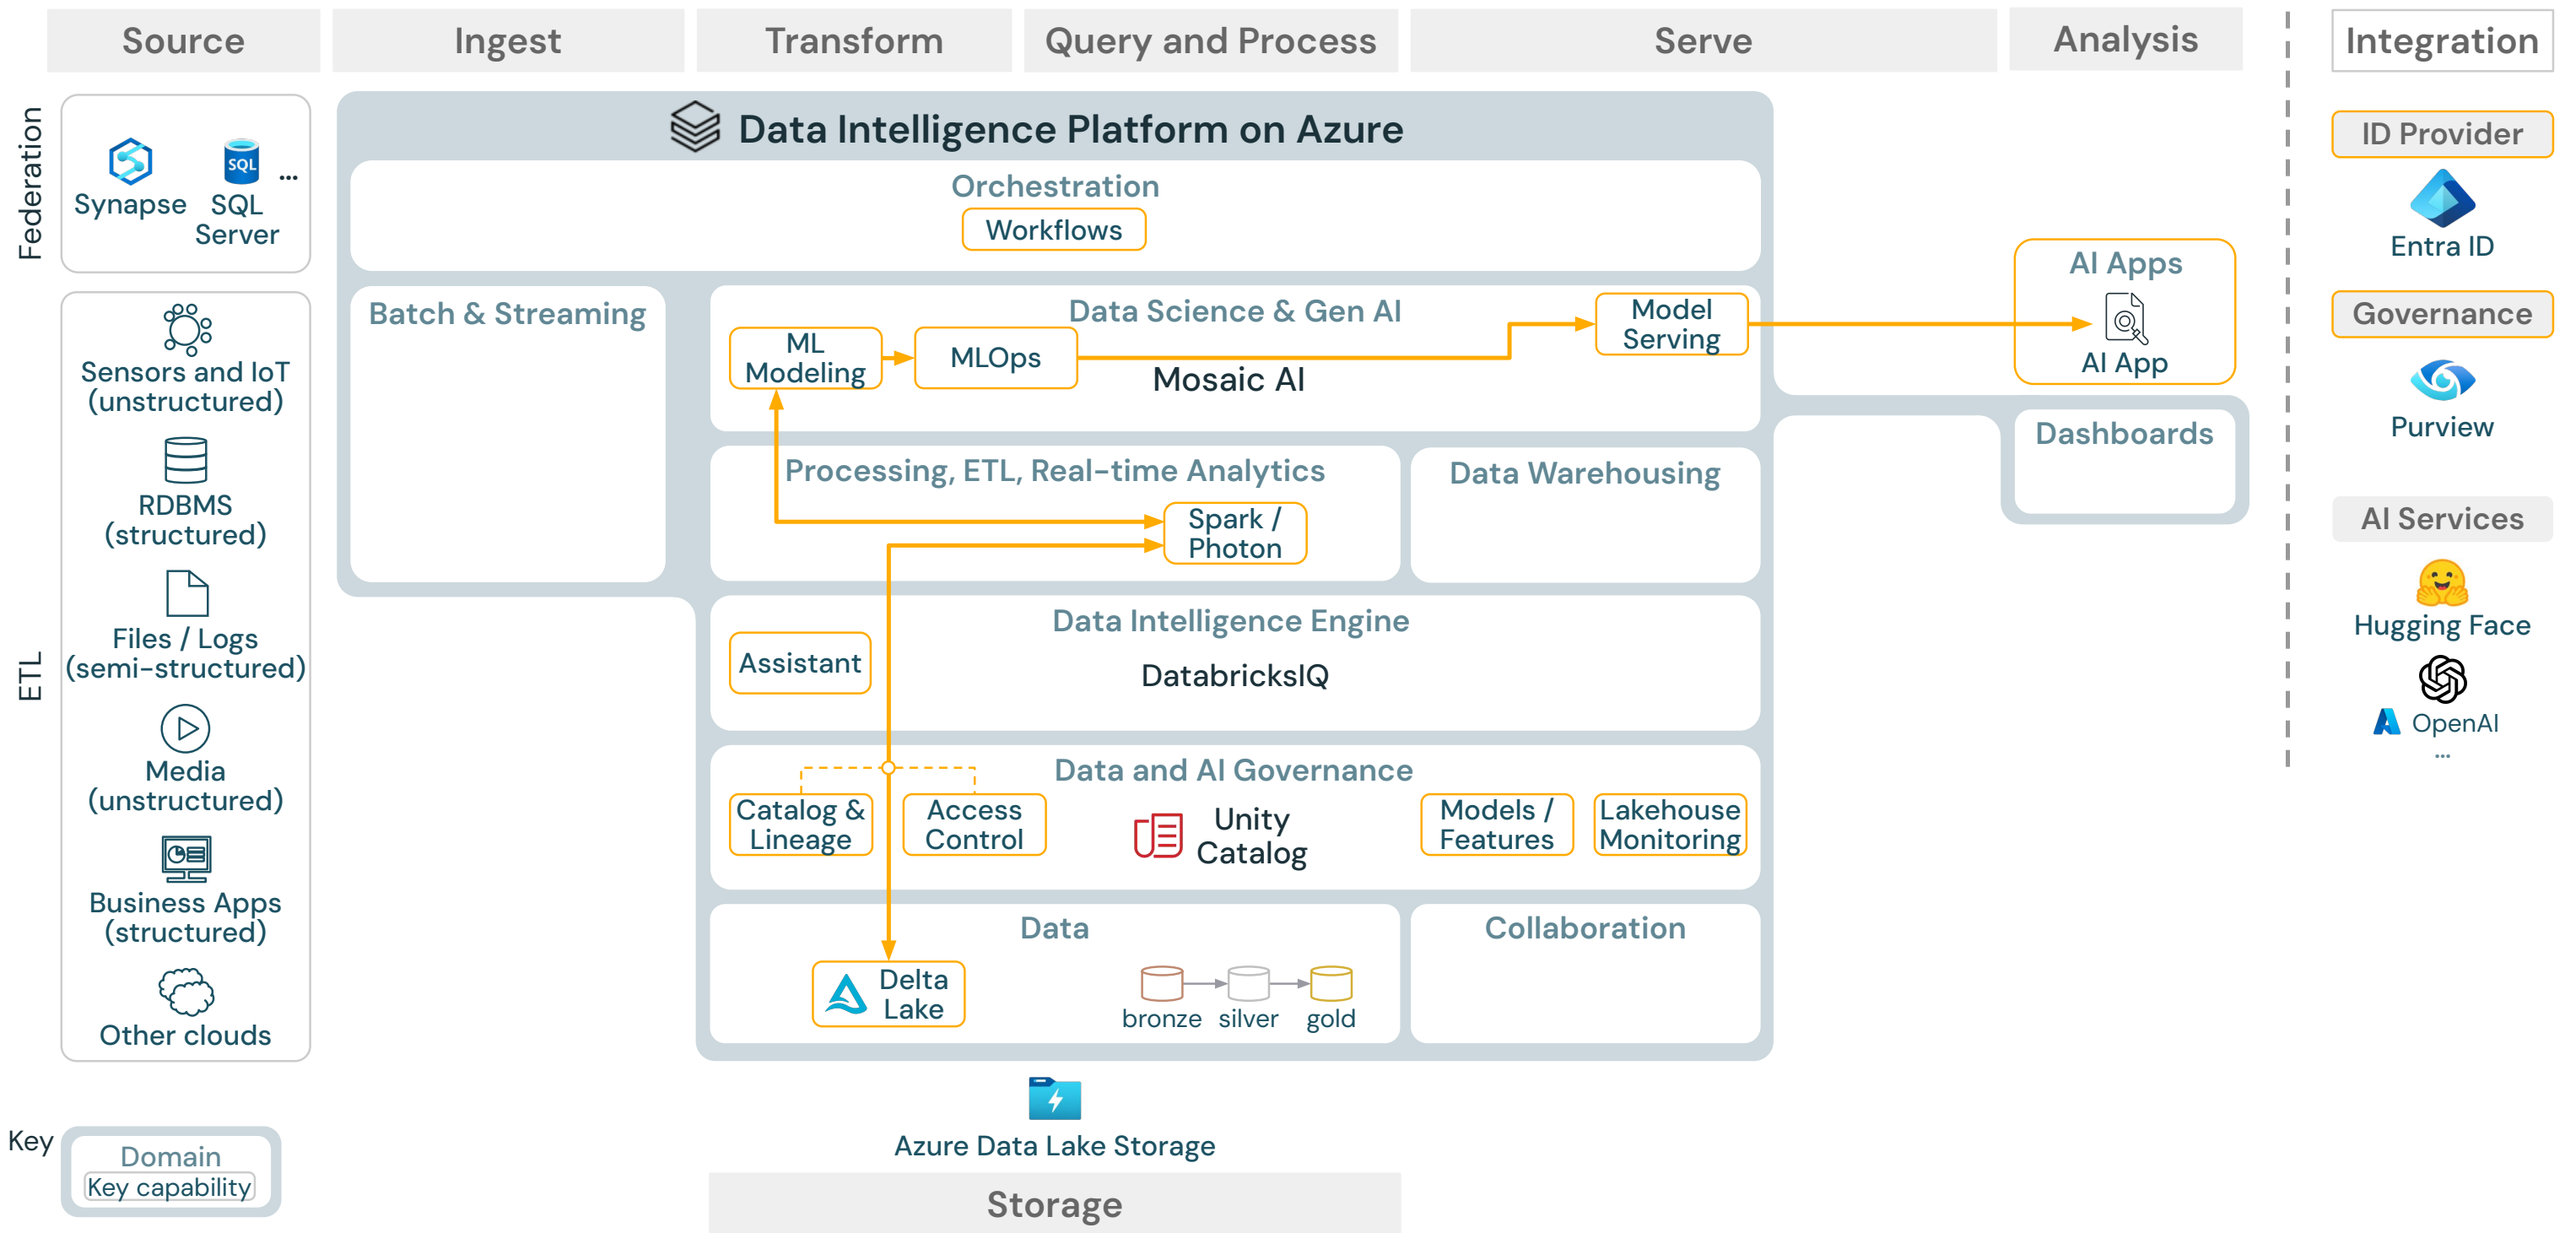 Source
Ingest
Transform
Query and Process
Serve
Analysis
Integration
Federation
Synapse
SQL
SQL
Server
...
ETL
Sensors and IoT
(unstructured)
RDBMS
(structured)
Files / Logs
(semi-structured)
Media
(unstructured)
Business Apps
(structured)
Other clouds
Data Intelligence Platform on Azure
Orchestration
Workflows
Batch & Streaming
Data Science & Gen AI
ML
Modeling
MLOps
Mosaic AI
Model
Serving
AI Apps
AI App
Processing, ETL, Real-time Analytics
Spark /
Photon
Data Warehousing
Dashboards
Data Intelligence Engine
Assistant
DatabricksIQ
Data and AI Governance
Catalog &
Lineage
Access
Control
Unity
Catalog
Models /
Features
Lakehouse
Monitoring
Data
Delta
Lake
bronze
silver
gold
Collaboration
Azure Data Lake Storage
Storage
Key
Domain
Key capability
ID Provider
Entra ID
Governance
Purview
AI Services
Hugging Face
OpenAI
...